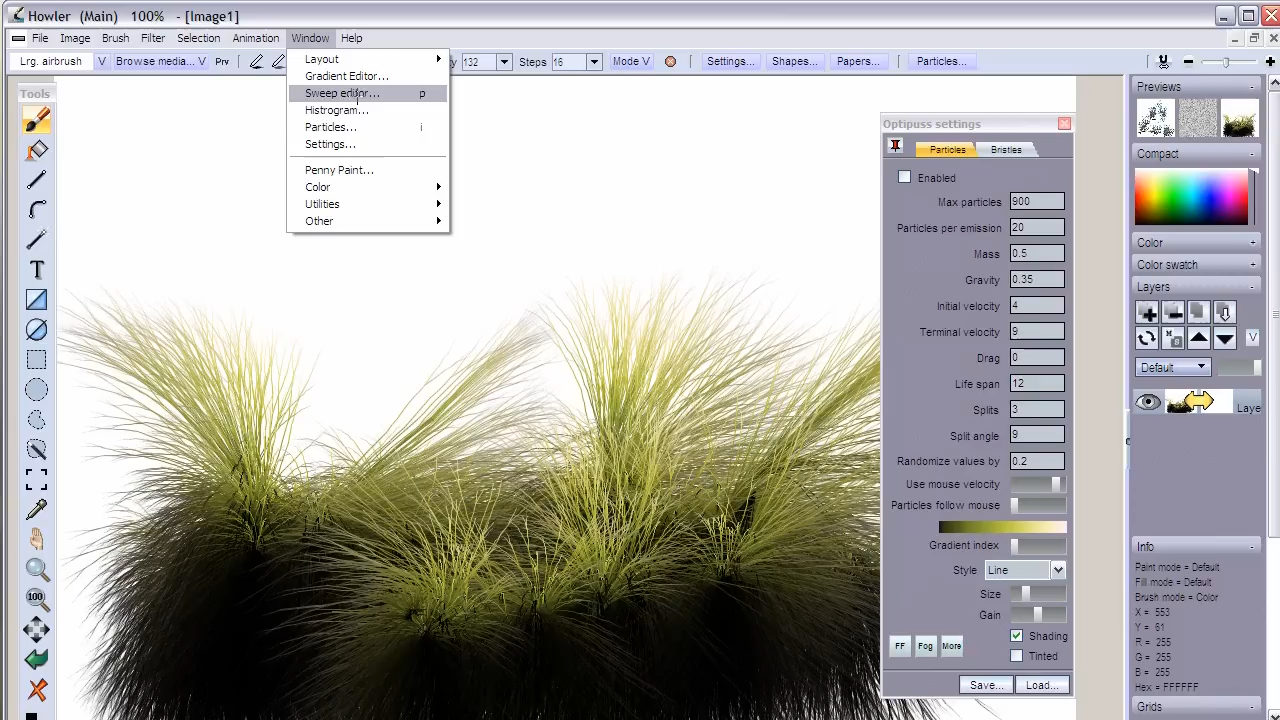 Howler (Main) 100% - [Image1]
File Image Brush Filter Selection Animation Window Help
Lrg. airbrush V Browse media... V Prv 132 Steps 16 Mode V Settings... Shapes... Papers... Particles...
Tools
T
100
Layout
Gradient Editor...
Sweep editor... p
Histrogram...
Particles... i
Settings...
Penny Paint...
Color
Utilities
Other
Optipuss settings
Particles Bristles
Enabled
Max particles 900
Particles per emission 20
Mass 0.5
Gravity 0.35
Initial velocity 4
Terminal velocity 9
Drag 0
Life span 12
Splits 3
Split angle 9
Randomize values by 0.2
Use mouse velocity
Particles follow mouse
Gradient index
Style Line
Size
Gain
FF Fog More
Shading
Tinted
Save... Load...
Previews
Compact
Color
Color swatch
Layers
V
Default
Laye
Info
Paint mode = Default
Fill mode = Default
Brush mode = Color
X = 553
Y = 61
R = 255
G = 255
B = 255
Hex = FFFFFF
Grids